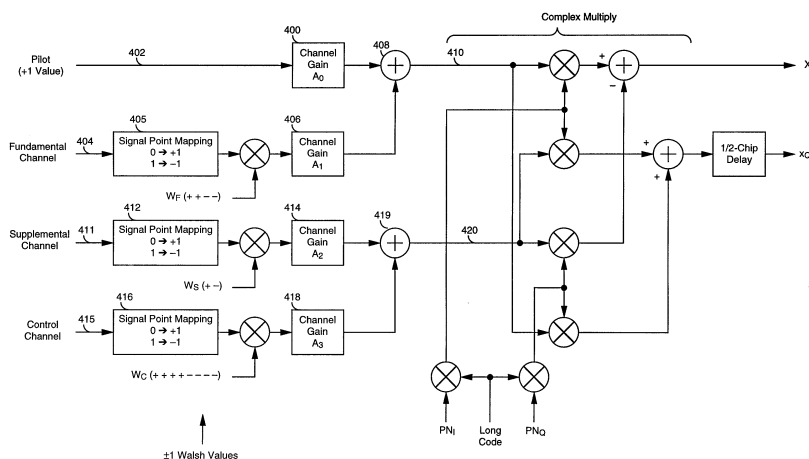 Complex Multiply
400
402
Pilot
(+1 Value)
Channel
Gain
A0
408
410
+
+
−
X
405
404
Fundamental
Channel
Signal Point Mapping
0 → +1
1 → −1
406
Channel
Gain
A1
WF (+ + − −)
+
+
+
1/2-Chip
Delay
XQ
412
411
Supplemental
Channel
Signal Point Mapping
0 → +1
1 → −1
414
Channel
Gain
A2
419
+
420
WS (+ −)
416
415
Control
Channel
Signal Point Mapping
0 → +1
1 → −1
418
Channel
Gain
A3
WC (+ + + + − − − −)
PNI
Long
Code
PNQ
±1 Walsh Values